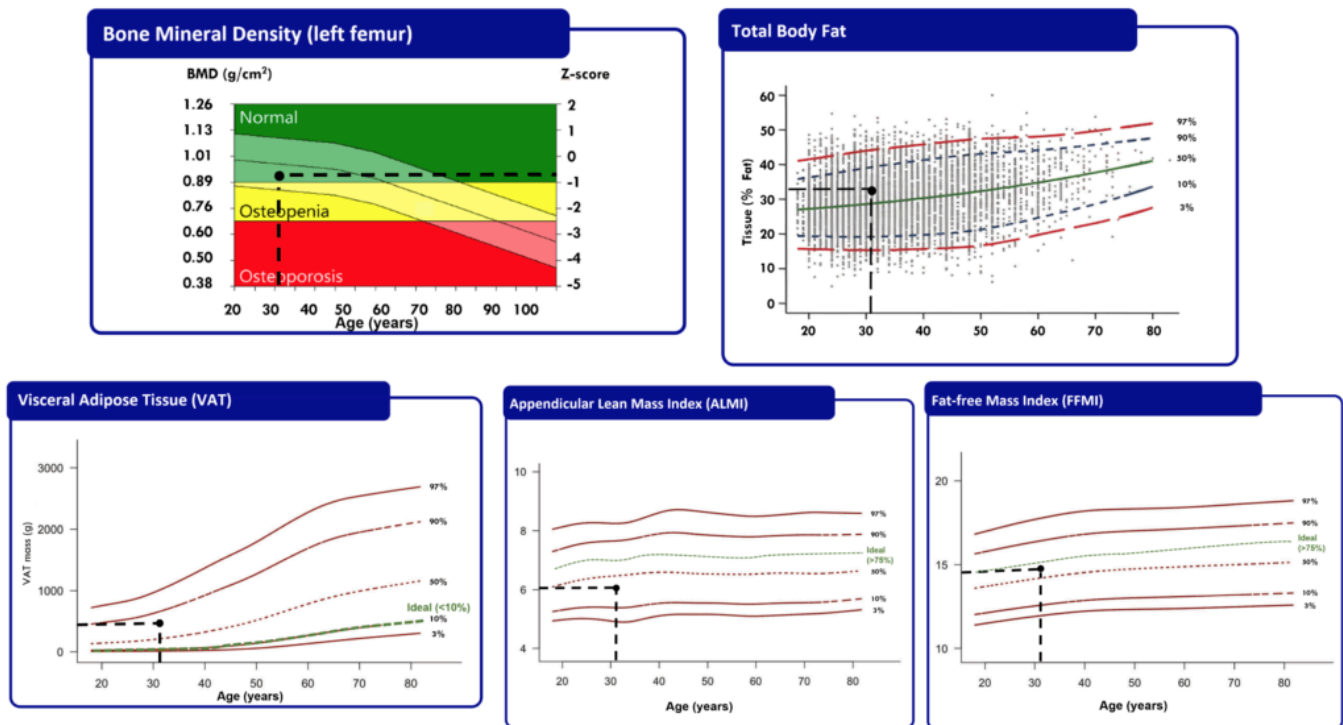 Bone Mineral Density (left femur)
BMD (g/cm²)
Z-score
1.26
1.13
1.01
0.89
0.76
0.60
0.50
0.38
Normal
Osteopenia
Osteoporosis
2
1
0
-1
-2
-3
-4
-5
20 30 40 50 60 70 80 90 100
Age (years)
Total Body Fat
Tissue (% Fat)
60
50
40
30
20
10
0
97%
90%
50%
10%
3%
20 30 40 50 60 70 80
Visceral Adipose Tissue (VAT)
VAT mass (g)
3000
2000
1000
0
97%
90%
50%
Ideal (<10%)
10%
3%
20 30 40 50 60 70 80
Age (years)
Appendicular Lean Mass Index (ALMI)
10
8
6
4
97%
90%
Ideal
(>75%)
50%
10%
3%
20 30 40 50 60 70 80
Age (years)
Fat-free Mass Index (FFMI)
20
15
10
97%
90%
Ideal
(>75%)
50%
10%
3%
20 30 40 50 60 70 80
Age (years)